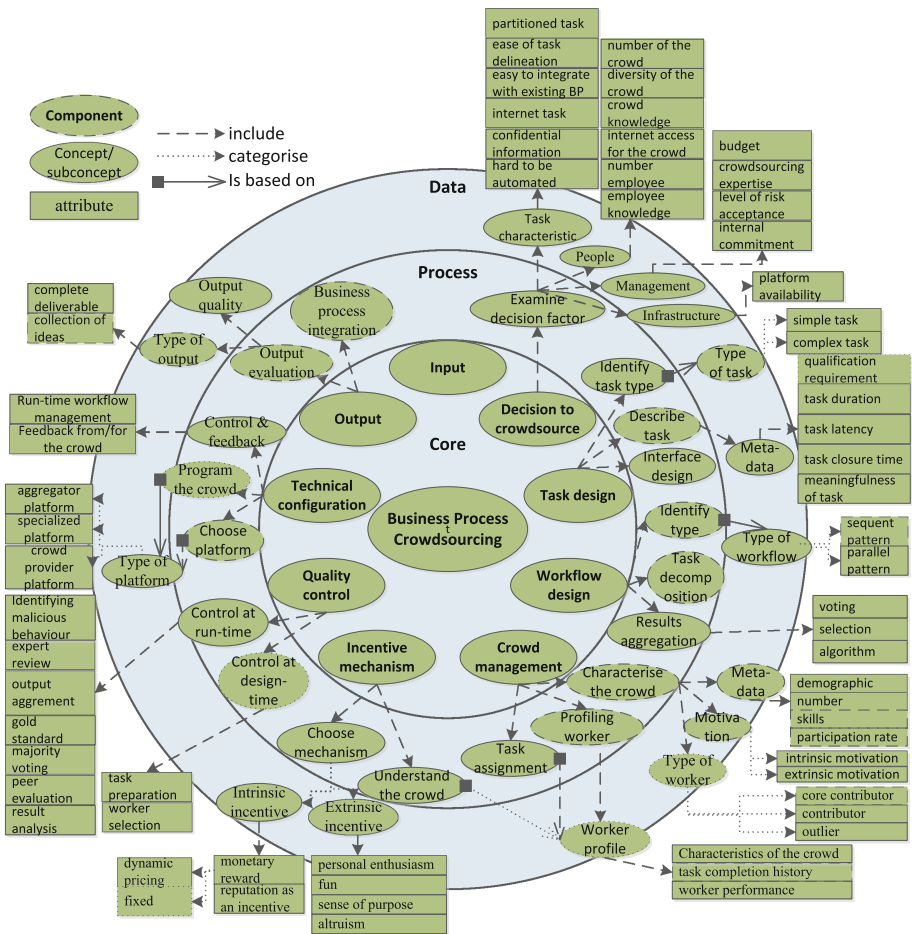 Component
Concept/
subconcept
attribute
include
categorise
Is based on
partitioned task
ease of task
delineation
easy to integrate
with existing BP
internet task
confidential
information
hard to be
automated
number of the
crowd
diversity of the
crowd
crowd
knowledge
internet access
for the crowd
number
employee
employee
knowledge
budget
crowdsourcing
expertise
level of risk
acceptance
internal
commitment
platform
availability
Data
Process
Core
Business Process
Crowdsourcing
Input
Task
characteristic
People
Management
Infrastructure
Examine
decision factor
Decision to
crowdsource
simple task
complex task
Type of
task
Identify
task type
Describe
task
Interface
design
Task design
Meta-
data
qualification
requirement
task duration
task latency
task closure time
meaningfulness
of task
Identify
type
Type of
workflow
sequent
pattern
parallel
pattern
Task
decomp
osition
Workflow
design
Results
aggregation
voting
selection
algorithm
Crowd
management
Characterise
the crowd
Meta-
data
demographic
number
skills
participation rate
Motiva
tion
intrinsic motivation
extrinsic motivation
Type of
worker
core contributor
contributor
outlier
Profiling
worker
Task
assignment
Worker
profile
Characteristics of the crowd
task completion history
worker performance
Incentive
mechanism
Choose
mechanism
Understand
the crowd
Intrinsic
incentive
Extrinsic
incentive
dynamic
pricing
fixed
monetary
reward
reputation as
an incentive
personal enthusiasm
fun
sense of purpose
altruism
Quality
control
Control at
run-time
Control at
design-
time
Identifying
malicious
behaviour
expert
review
output
aggrement
gold
standard
majority
voting
peer
evaluation
result
analysis
task
preparation
worker
selection
Technical
configuration
Control &
feedback
Program
the crowd
Choose
platform
Type of
platform
Run-time workflow
management
Feedback from/for
the crowd
aggregator
platform
specialized
platform
crowd
provider
platform
Output
Business
process
integration
Output
evaluation
Output
quality
Type of
output
complete
deliverable
collection of
ideas